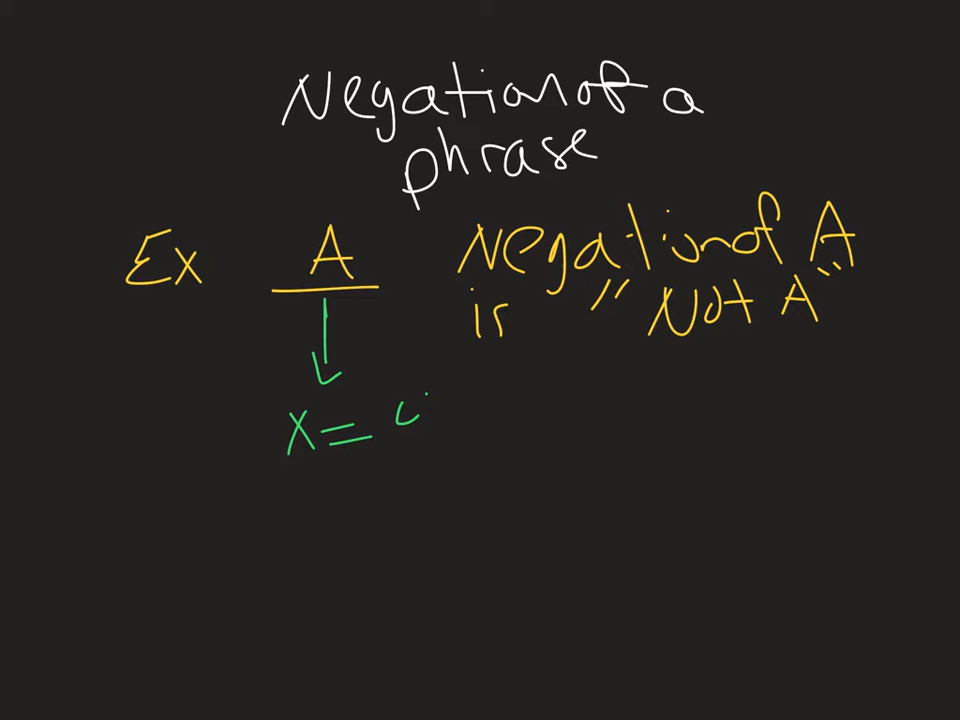 Negation of a
phrase
Ex A Negation of A
is "Not A"
X =